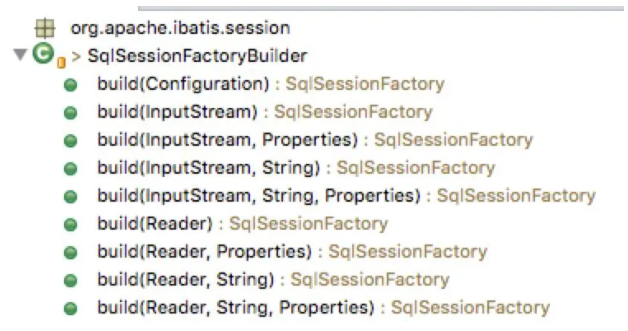 org.apache.ibatis.session
C > SqlSessionFactoryBuilder
build(Configuration) : SqlSessionFactory
build(InputStream) : SqlSessionFactory
build(InputStream, Properties) : SqlSessionFactory
build(InputStream, String) : SqlSessionFactory
build(InputStream, String, Properties) : SqlSessionFactory
build(Reader) : SqlSessionFactory
build(Reader, Properties) : SqlSessionFactory
build(Reader, String) : SqlSessionFactory
build(Reader, String, Properties) : SqlSessionFactory